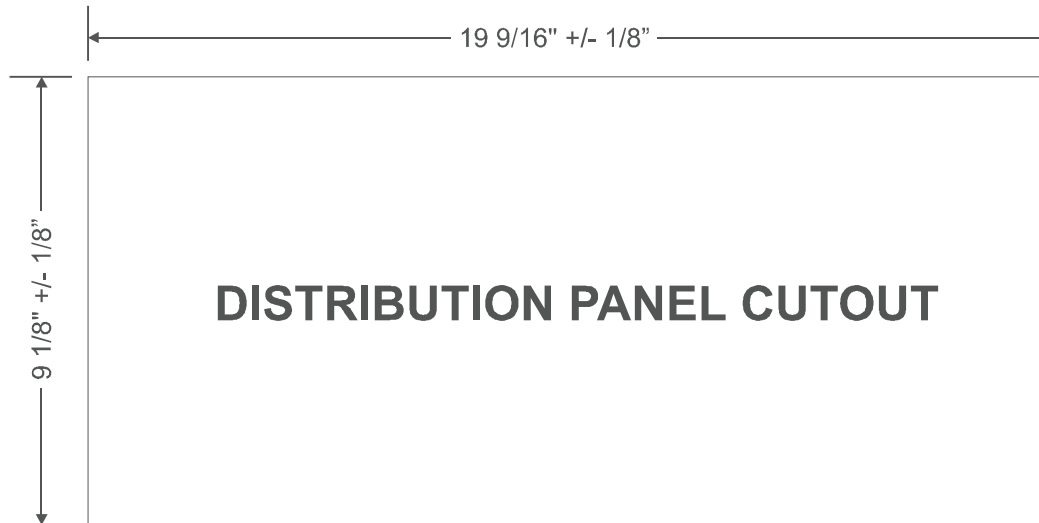 19 9/16" +/- 1/8”
9 1/8" +/- 1/8”
DISTRIBUTION PANEL CUTOUT